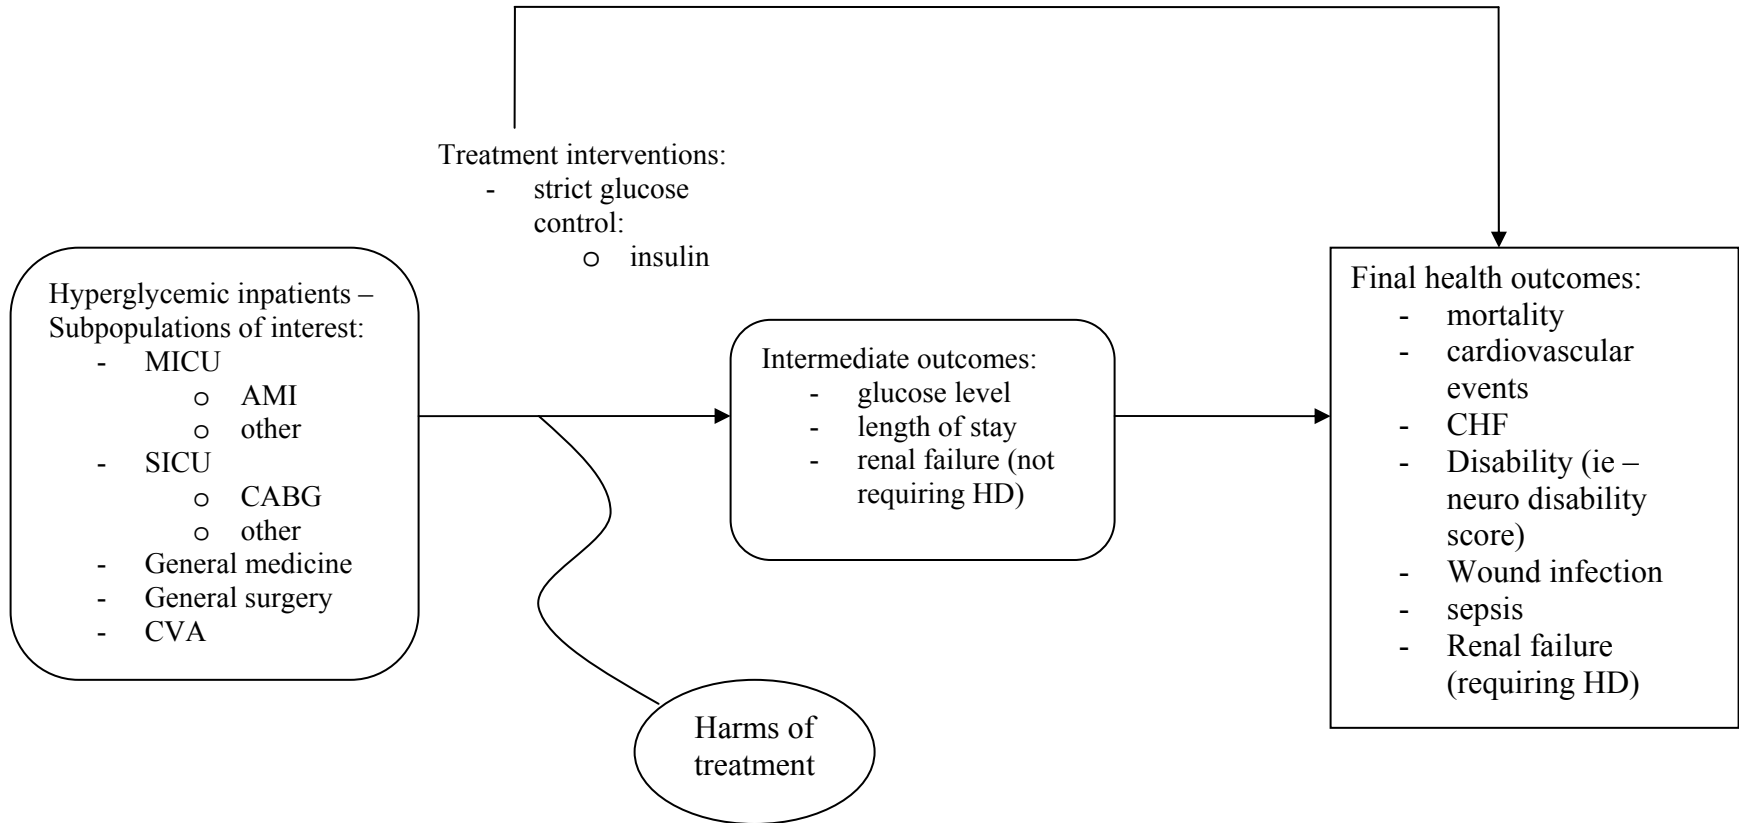 Treatment interventions:
- strict glucose
control:
o insulin
Hyperglycemic inpatients –
Subpopulations of interest:
- MICU
o AMI
o other
- SICU
o CABG
o other
- General medicine
- General surgery
- CVA
Intermediate outcomes:
- glucose level
- length of stay
- renal failure (not
requiring HD)
Final health outcomes:
- mortality
- cardiovascular
events
- CHF
- Disability (ie –
neuro disability
score)
- Wound infection
- sepsis
- Renal failure
(requiring HD)
Harms of
treatment